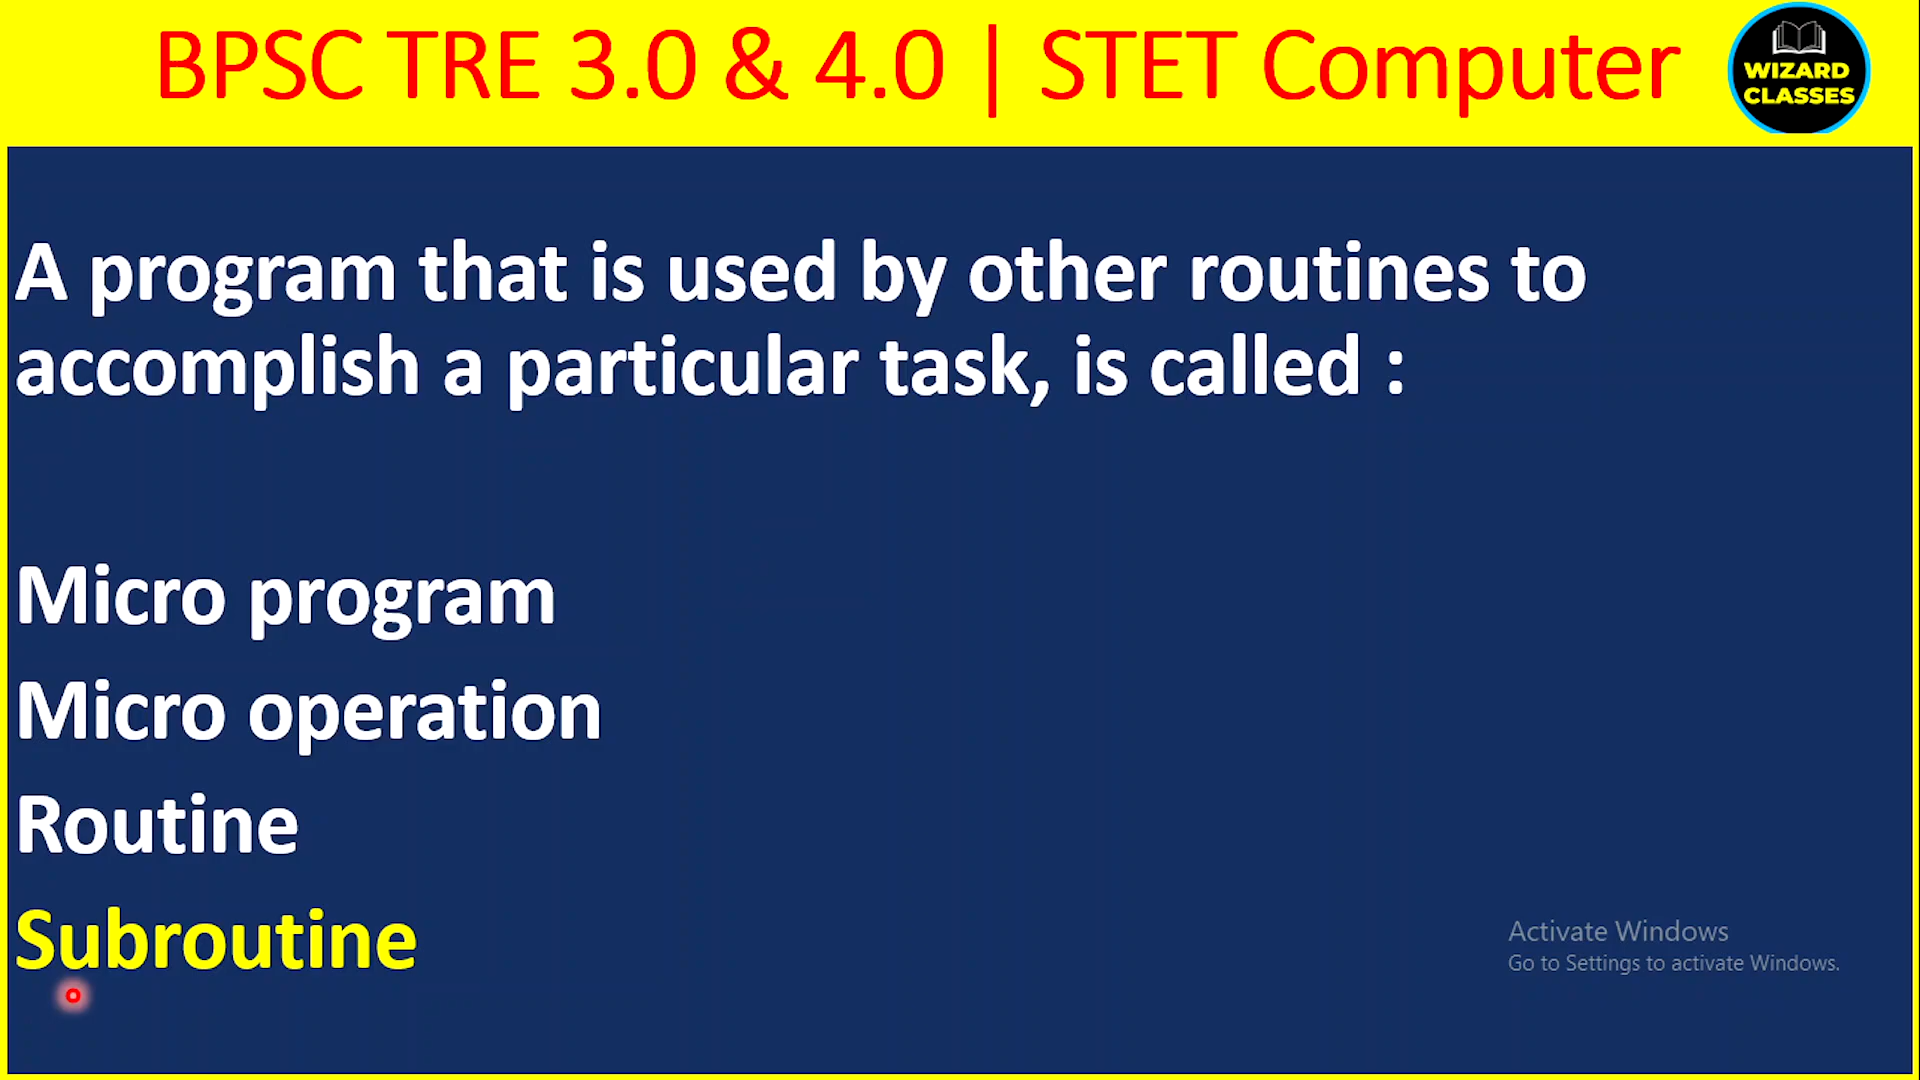 BPSC TRE 3.0 & 4.0 | STET Computer
WIZARD
CLASSES
A program that is used by other routines to
accomplish a particular task, is called :
Micro program
Micro operation
Routine
Subroutine
Activate Windows
Go to Settings to activate Windows.